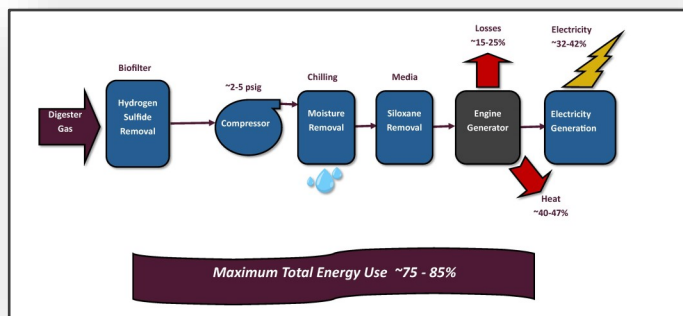 Losses
~15-25%
Electricity
~32-42%
Biofilter
~2-5 psig
Chilling
Media
Digester
Gas
Hydrogen
Sulfide
Removal
Compressor
Moisture
Removal
Siloxane
Removal
Engine
Generator
Electricity
Generation
Heat
~40-47%
Maximum Total Energy Use ~75 - 85%